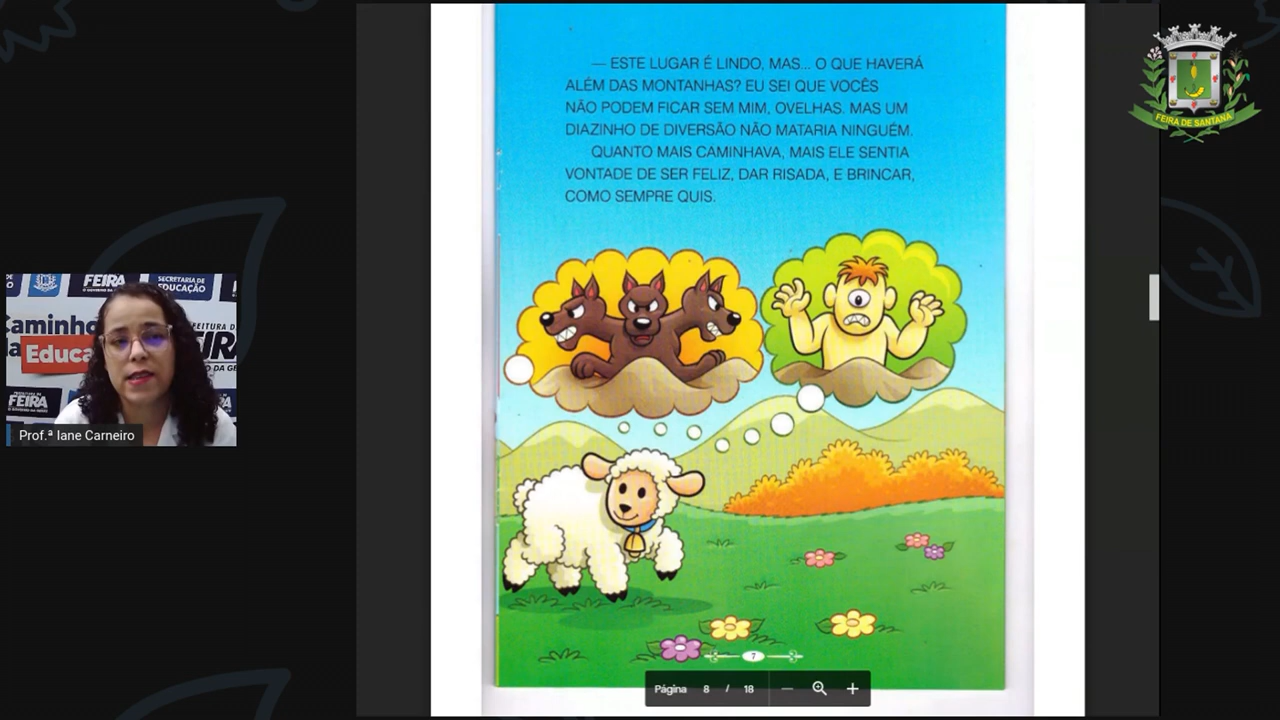 — ESTE LUGAR É LINDO, MAS... O QUE HAVERÁ
ALÉM DAS MONTANHAS? EU SEI QUE VOCÊS
NÃO PODEM FICAR SEM MIM, OVELHAS. MAS UM
DIAZINHO DE DIVERSÃO NÃO MATARIA NINGUÉM.
QUANTO MAIS CAMINHAVA, MAIS ELE SENTIA
VONTADE DE SER FELIZ, DAR RISADA, E BRINCAR,
COMO SEMPRE QUIS.
7
Página 8 / 18
FEIRA DE SANTANA
FEIRA
SECRETARIA DE
EDUCAÇÃO
Caminho
Educa
FEIRA
Prof.ª Iane Carneiro